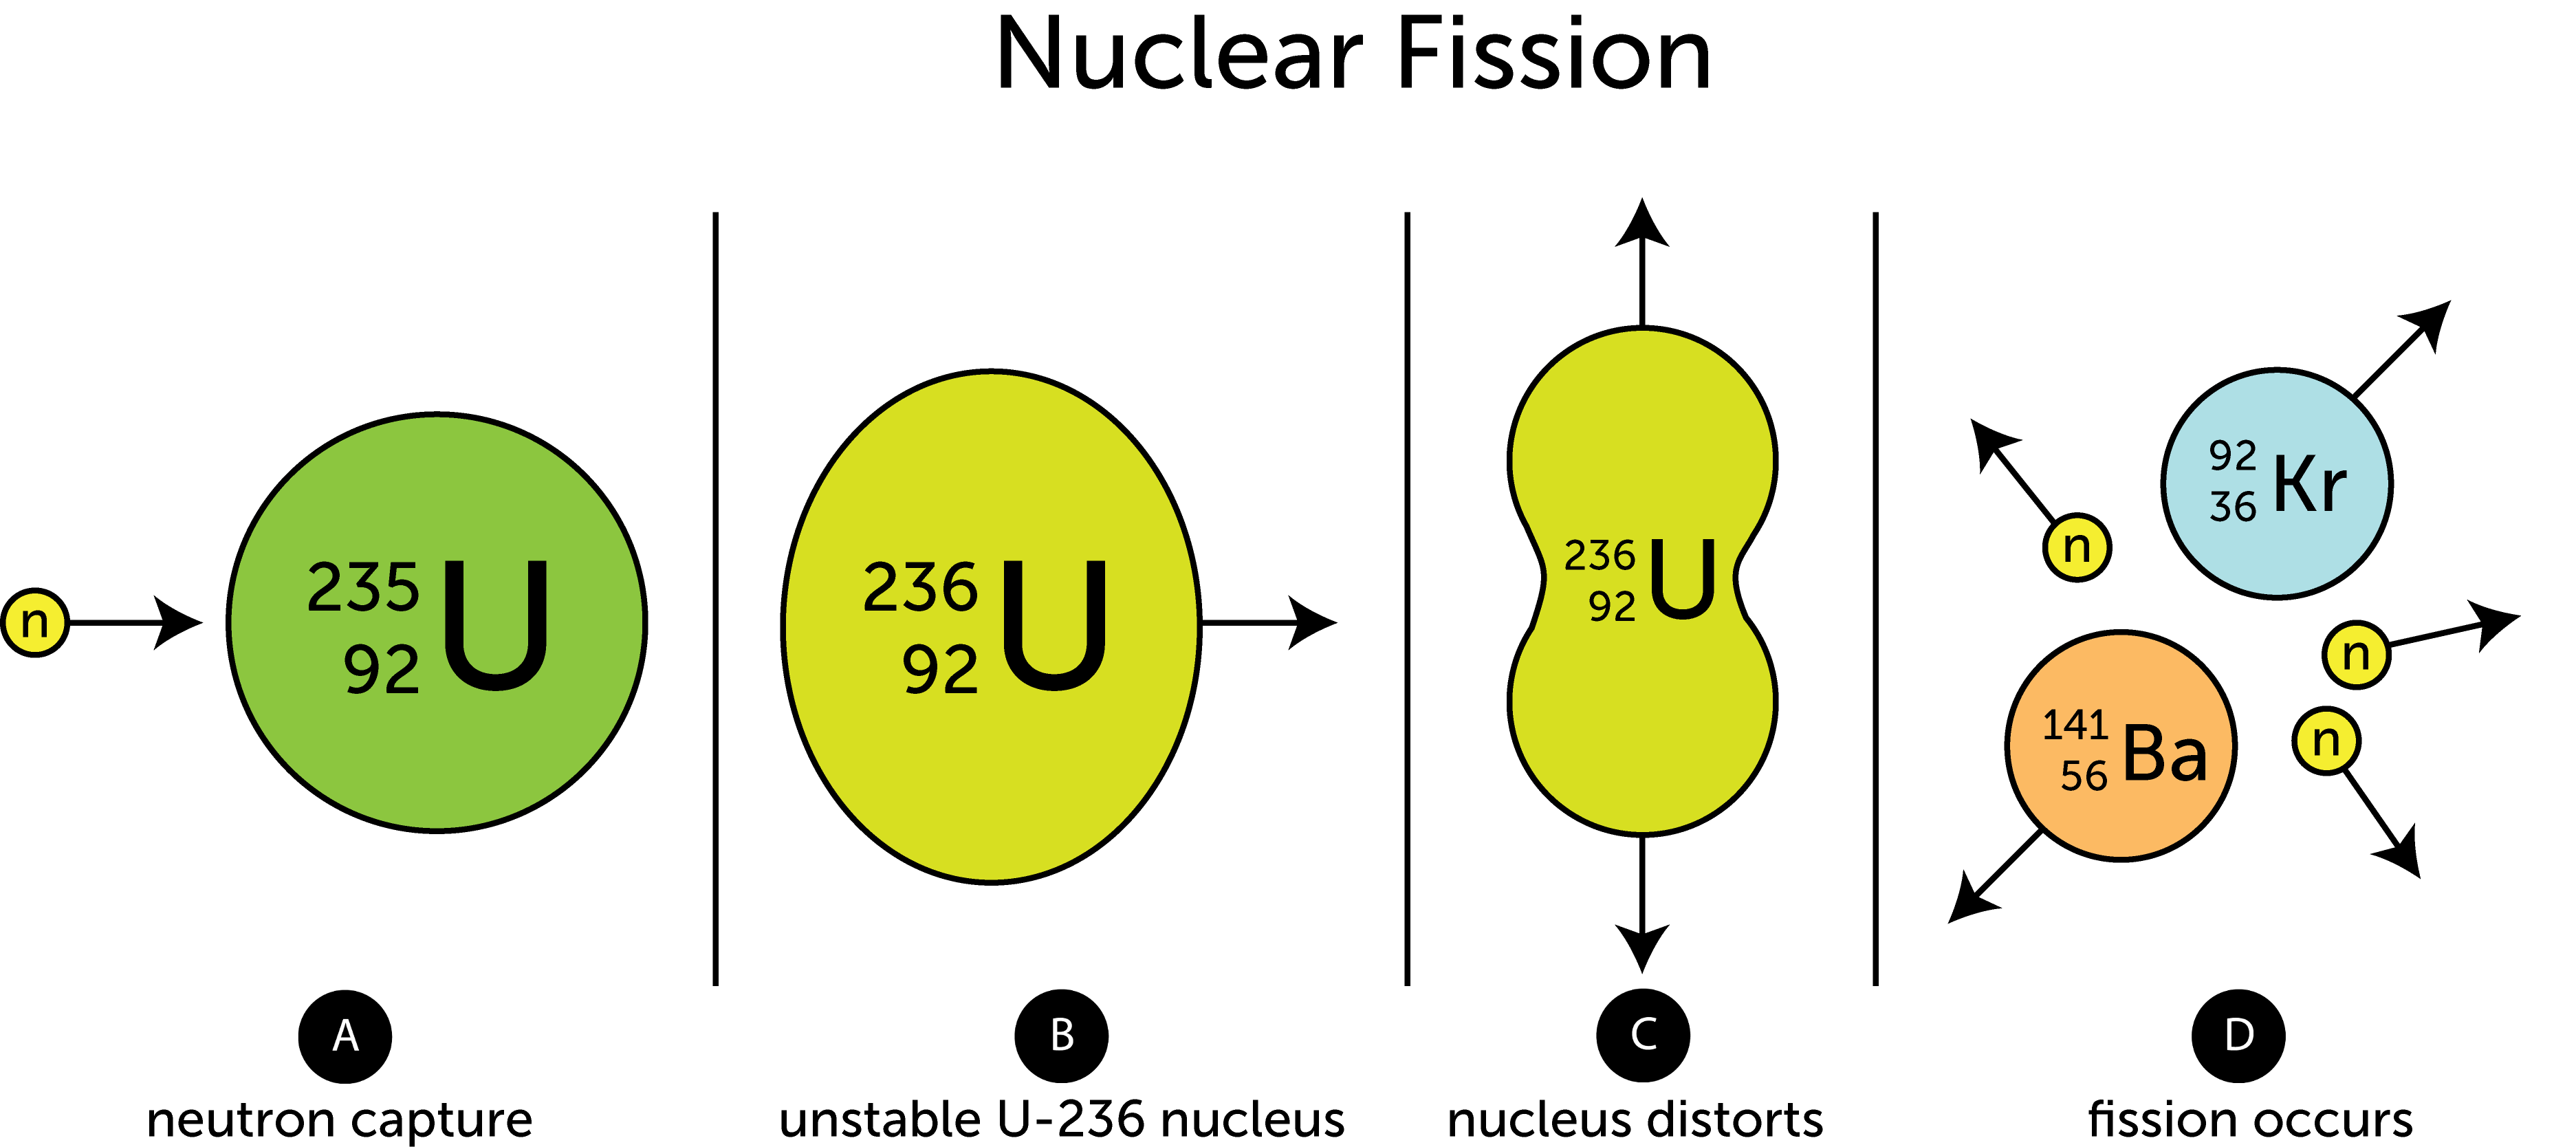 Nuclear Fission
n
235
92 U
236
92 U
236
92 U
92
36 Kr
n
n
141
56 Ba
n
A
neutron capture
B
unstable U-236 nucleus
C
nucleus distorts
D
fission occurs